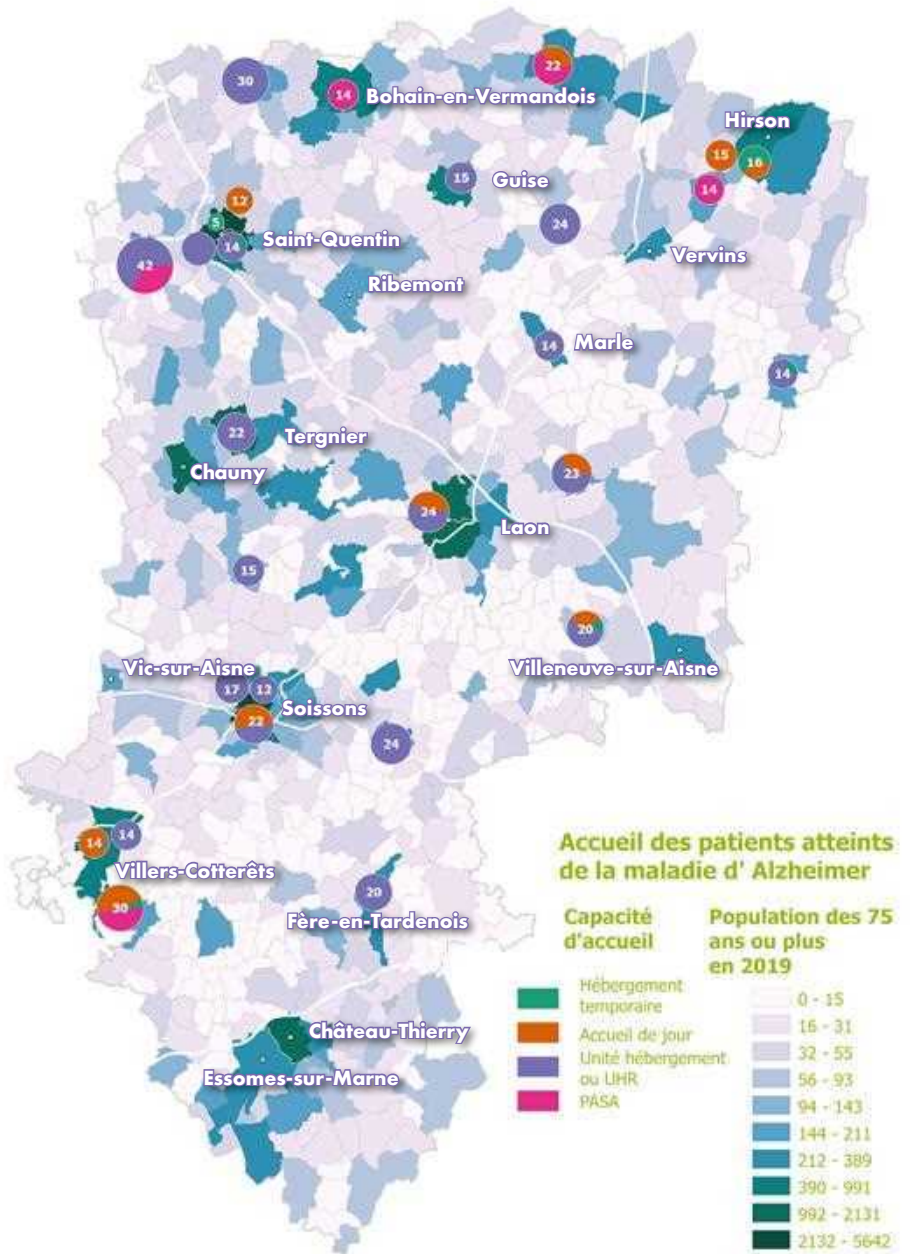 30
22
14
Bohain-en-Vermandois
Hirson
15
16
15
Guise
14
12
5
24
14
Saint-Quentin
42
Vervins
Ribemont
14
Marle
14
22
Tergnier
Chauny
23
24
Laon
15
20
Vic-sur-Aisne
Villeneuve-sur-Aisne
17
12
Soissons
22
24
14
14
Villers-Cotterêts
20
30
Fère-en-Tardenois
Château-Thierry
Essomes-sur-Marne
Accueil des patients atteints
de la maladie d' Alzheimer
Capacité
d'accueil
Hébergement
temporaire
Accueil de jour
Unité hébergement
ou UHR
PASA
Population des 75
ans ou plus
en 2019
0 - 15
16 - 31
32 - 55
56 - 93
94 - 143
144 - 211
212 - 389
390 - 991
992 - 2131
2132 - 5642